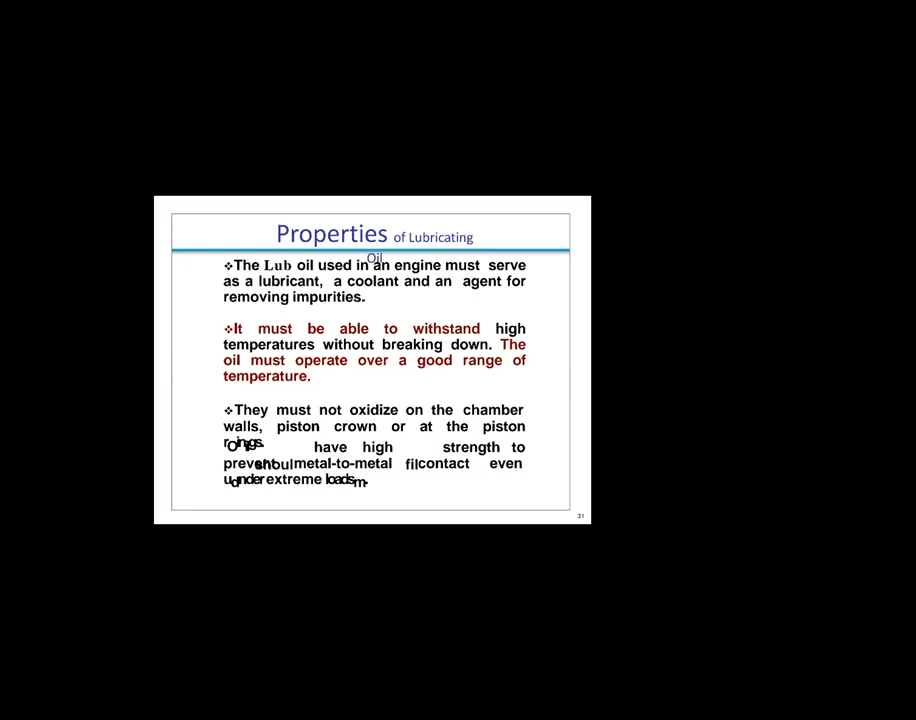 Properties of Lubricating
Oil
❖The Lub oil used in an engine must serve
as a lubricant, a coolant and an agent for
removing impurities.
❖It must be able to withstand high
temperatures without breaking down. The
oil must operate over a good range of
temperature.
❖They must not oxidize on the chamber
walls, piston crown or at the piston
rings.
have high strength to
prevent metal-to-metal contact even
under extreme loads.
31